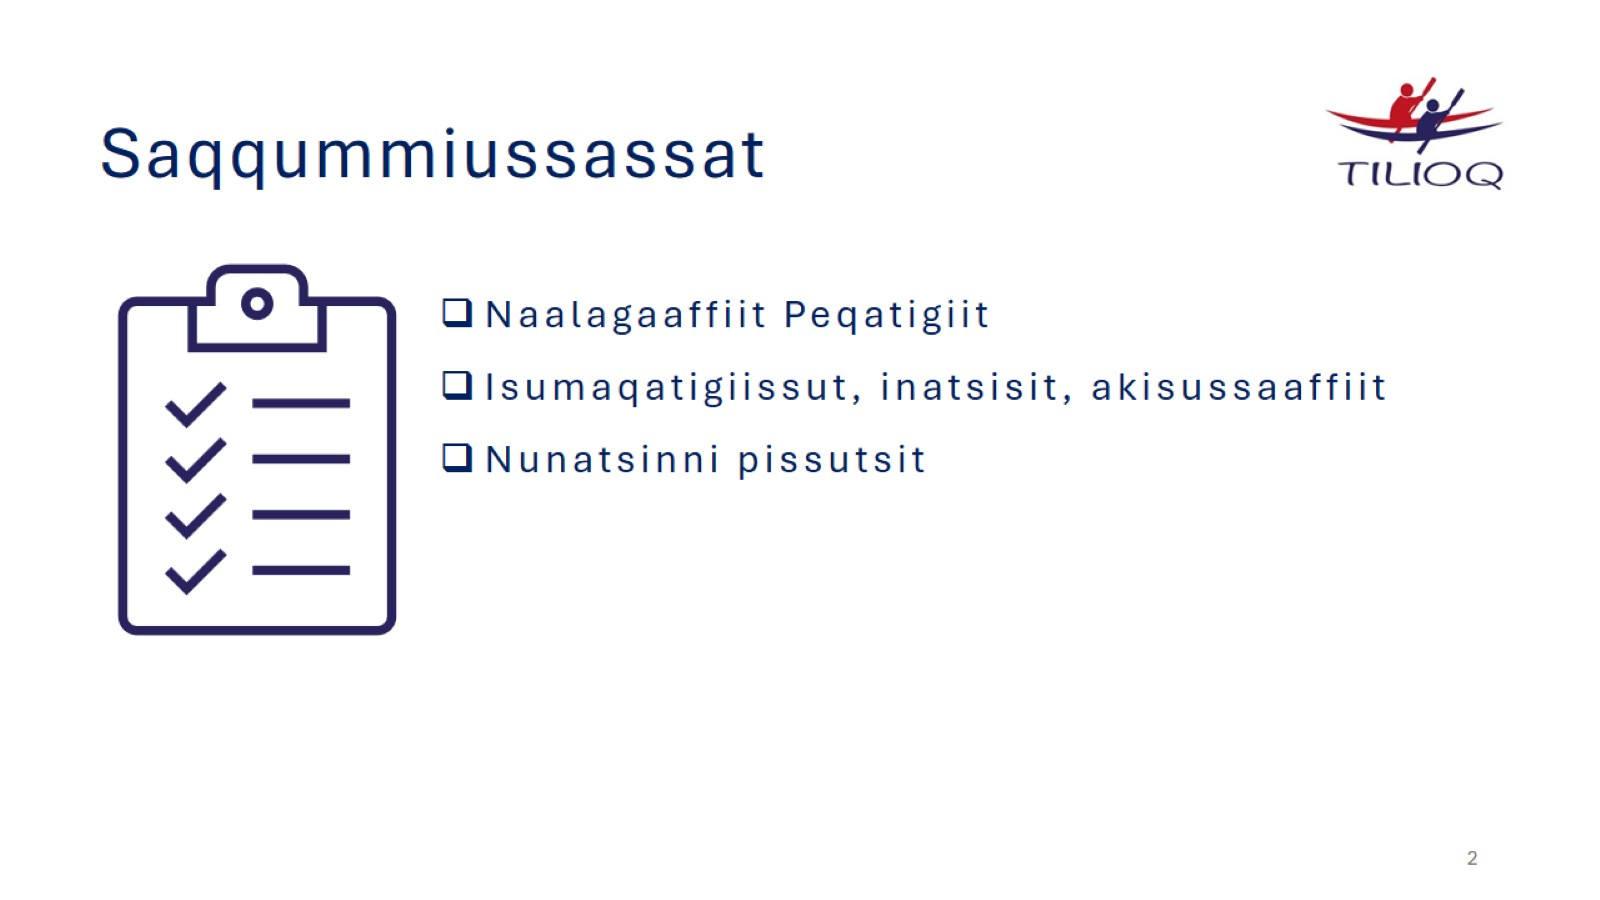 TILIOQ
Saqqummiussassat
❑ Naalagaaffiit Peqatigiit
❑ Isumaqatigiissut, inatsisit, akisussaaffiit
❑ Nunatsinni pissutsit
2